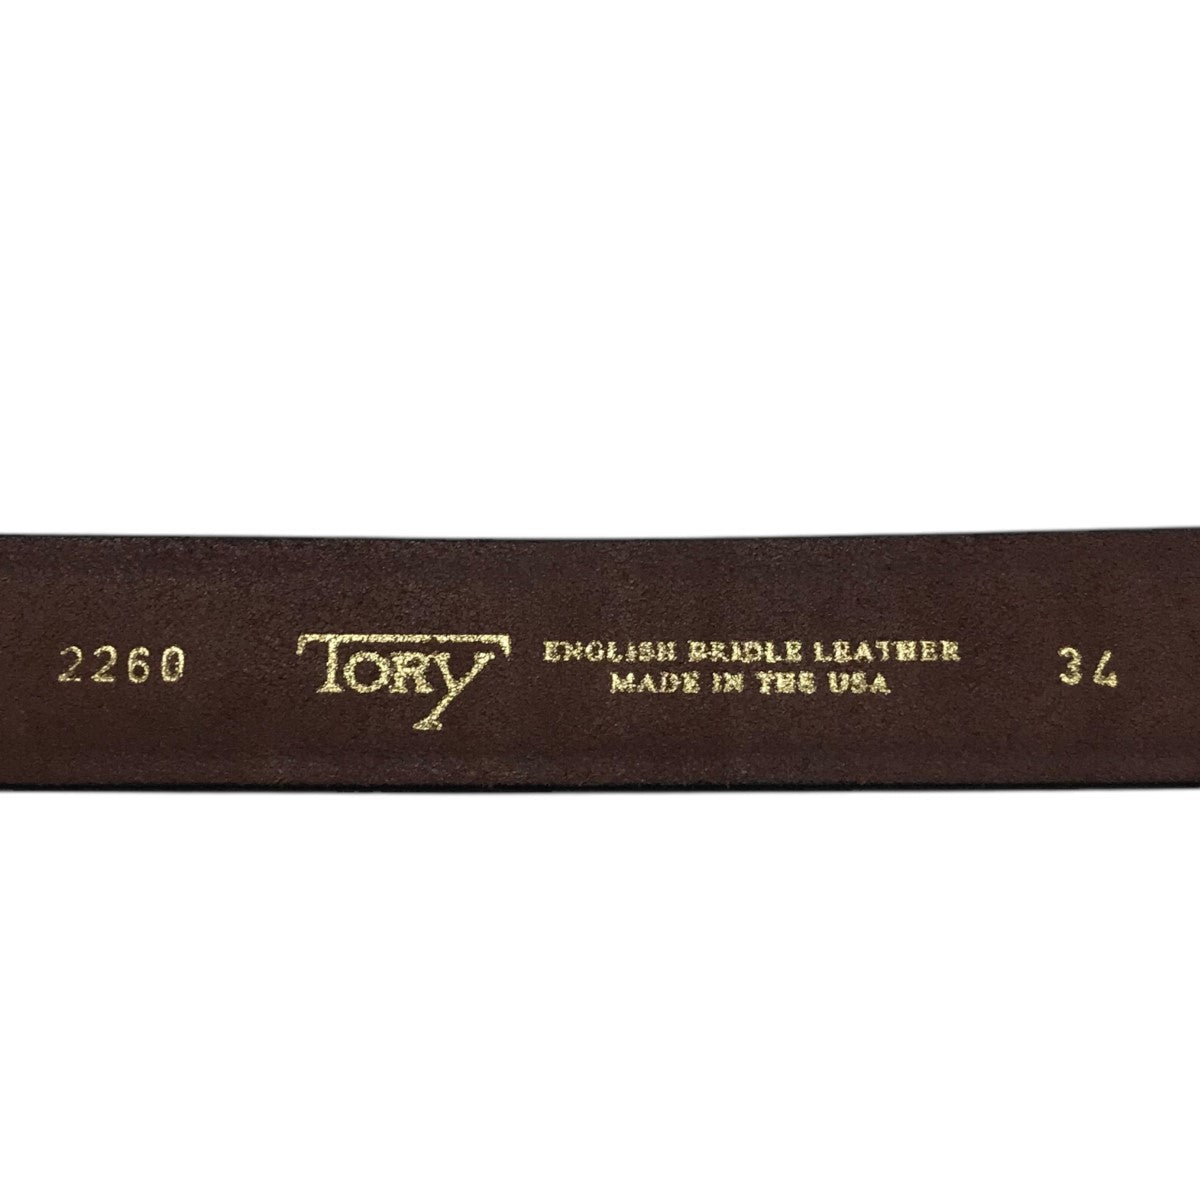 2260
TORY
ENGLISH BRIDLE LEATHER
MADE IN THE USA
34